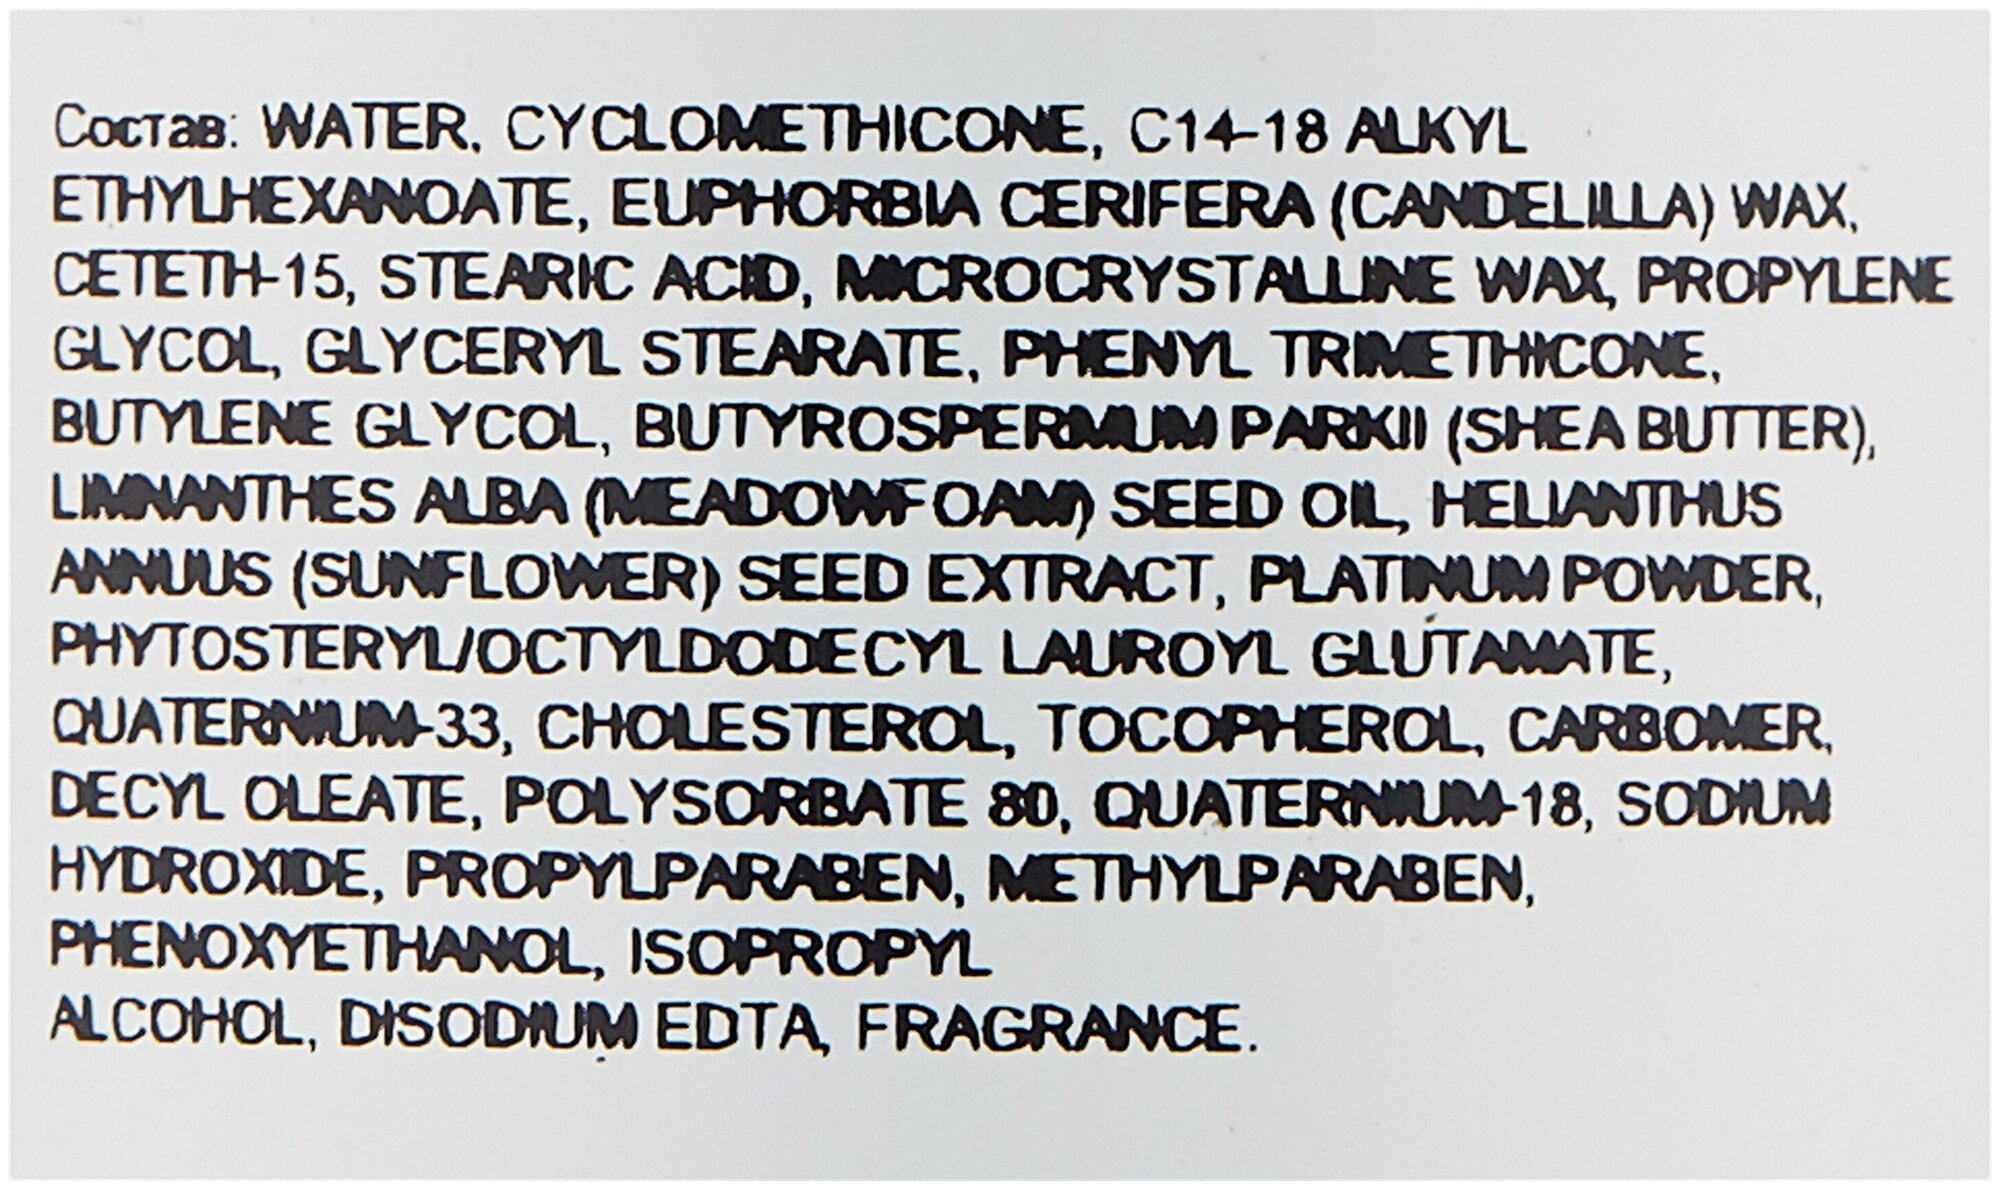 Состав: WATER, CYCLOMETHICONE, C14-18 ALKYL
ETHYLHEXANOATE, EUPHORBIA CERIFERA (CANDELILLA) WAX,
CETETH-15, STEARIC ACID, MICROCRYSTALLINE WAX, PROPYLENE
GLYCOL, GLYCERYL STEARATE, PHENYL TRIMETHICONE,
BUTYLENE GLYCOL, BUTYROSPERMUM PARKII (SHEA BUTTER),
LIMNANTHES ALBA (MEADOWFOAM) SEED OIL, HELIANTHUS
ANNUUS (SUNFLOWER) SEED EXTRACT, PLATINUM POWDER,
PHYTOSTERYL/OCTYLDODECYL LAUROYL GLUTAMATE,
QUATERNIUM-33, CHOLESTEROL, TOCOPHEROL, CARBOMER,
DECYL OLEATE, POLYSORBATE 80, QUATERNIUM-18, SODIUM
HYDROXIDE, PROPYLPARABEN, METHYLPARABEN,
PHENOXYETHANOL, ISOPROPYL
ALCOHOL, DISODIUM EDTA, FRAGRANCE.